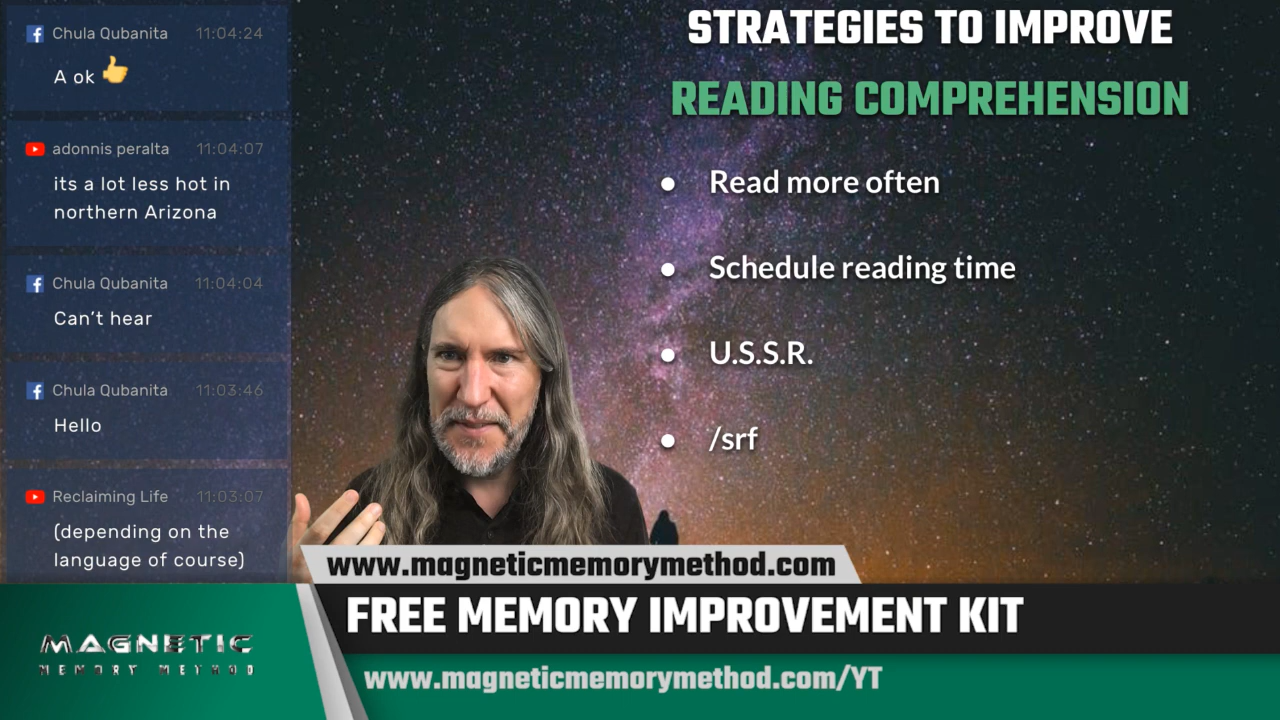 Chula Qubanita 11:04:24
A ok 👍
adonnis peralta 11:04:07
its a lot less hot in
northern Arizona
Chula Qubanita 11:04:04
Can’t hear
Chula Qubanita 11:03:46
Hello
Reclaiming Life 11:03:07
(depending on the
language of course)
STRATEGIES TO IMPROVE
READING COMPREHENSION
• Read more often
• Schedule reading time
• U.S.S.R.
• /srf
www.magneticmemorymethod.com
FREE MEMORY IMPROVEMENT KIT
www.magneticmemorymethod.com/YT
MAGNETIC
MEMORY METHOD